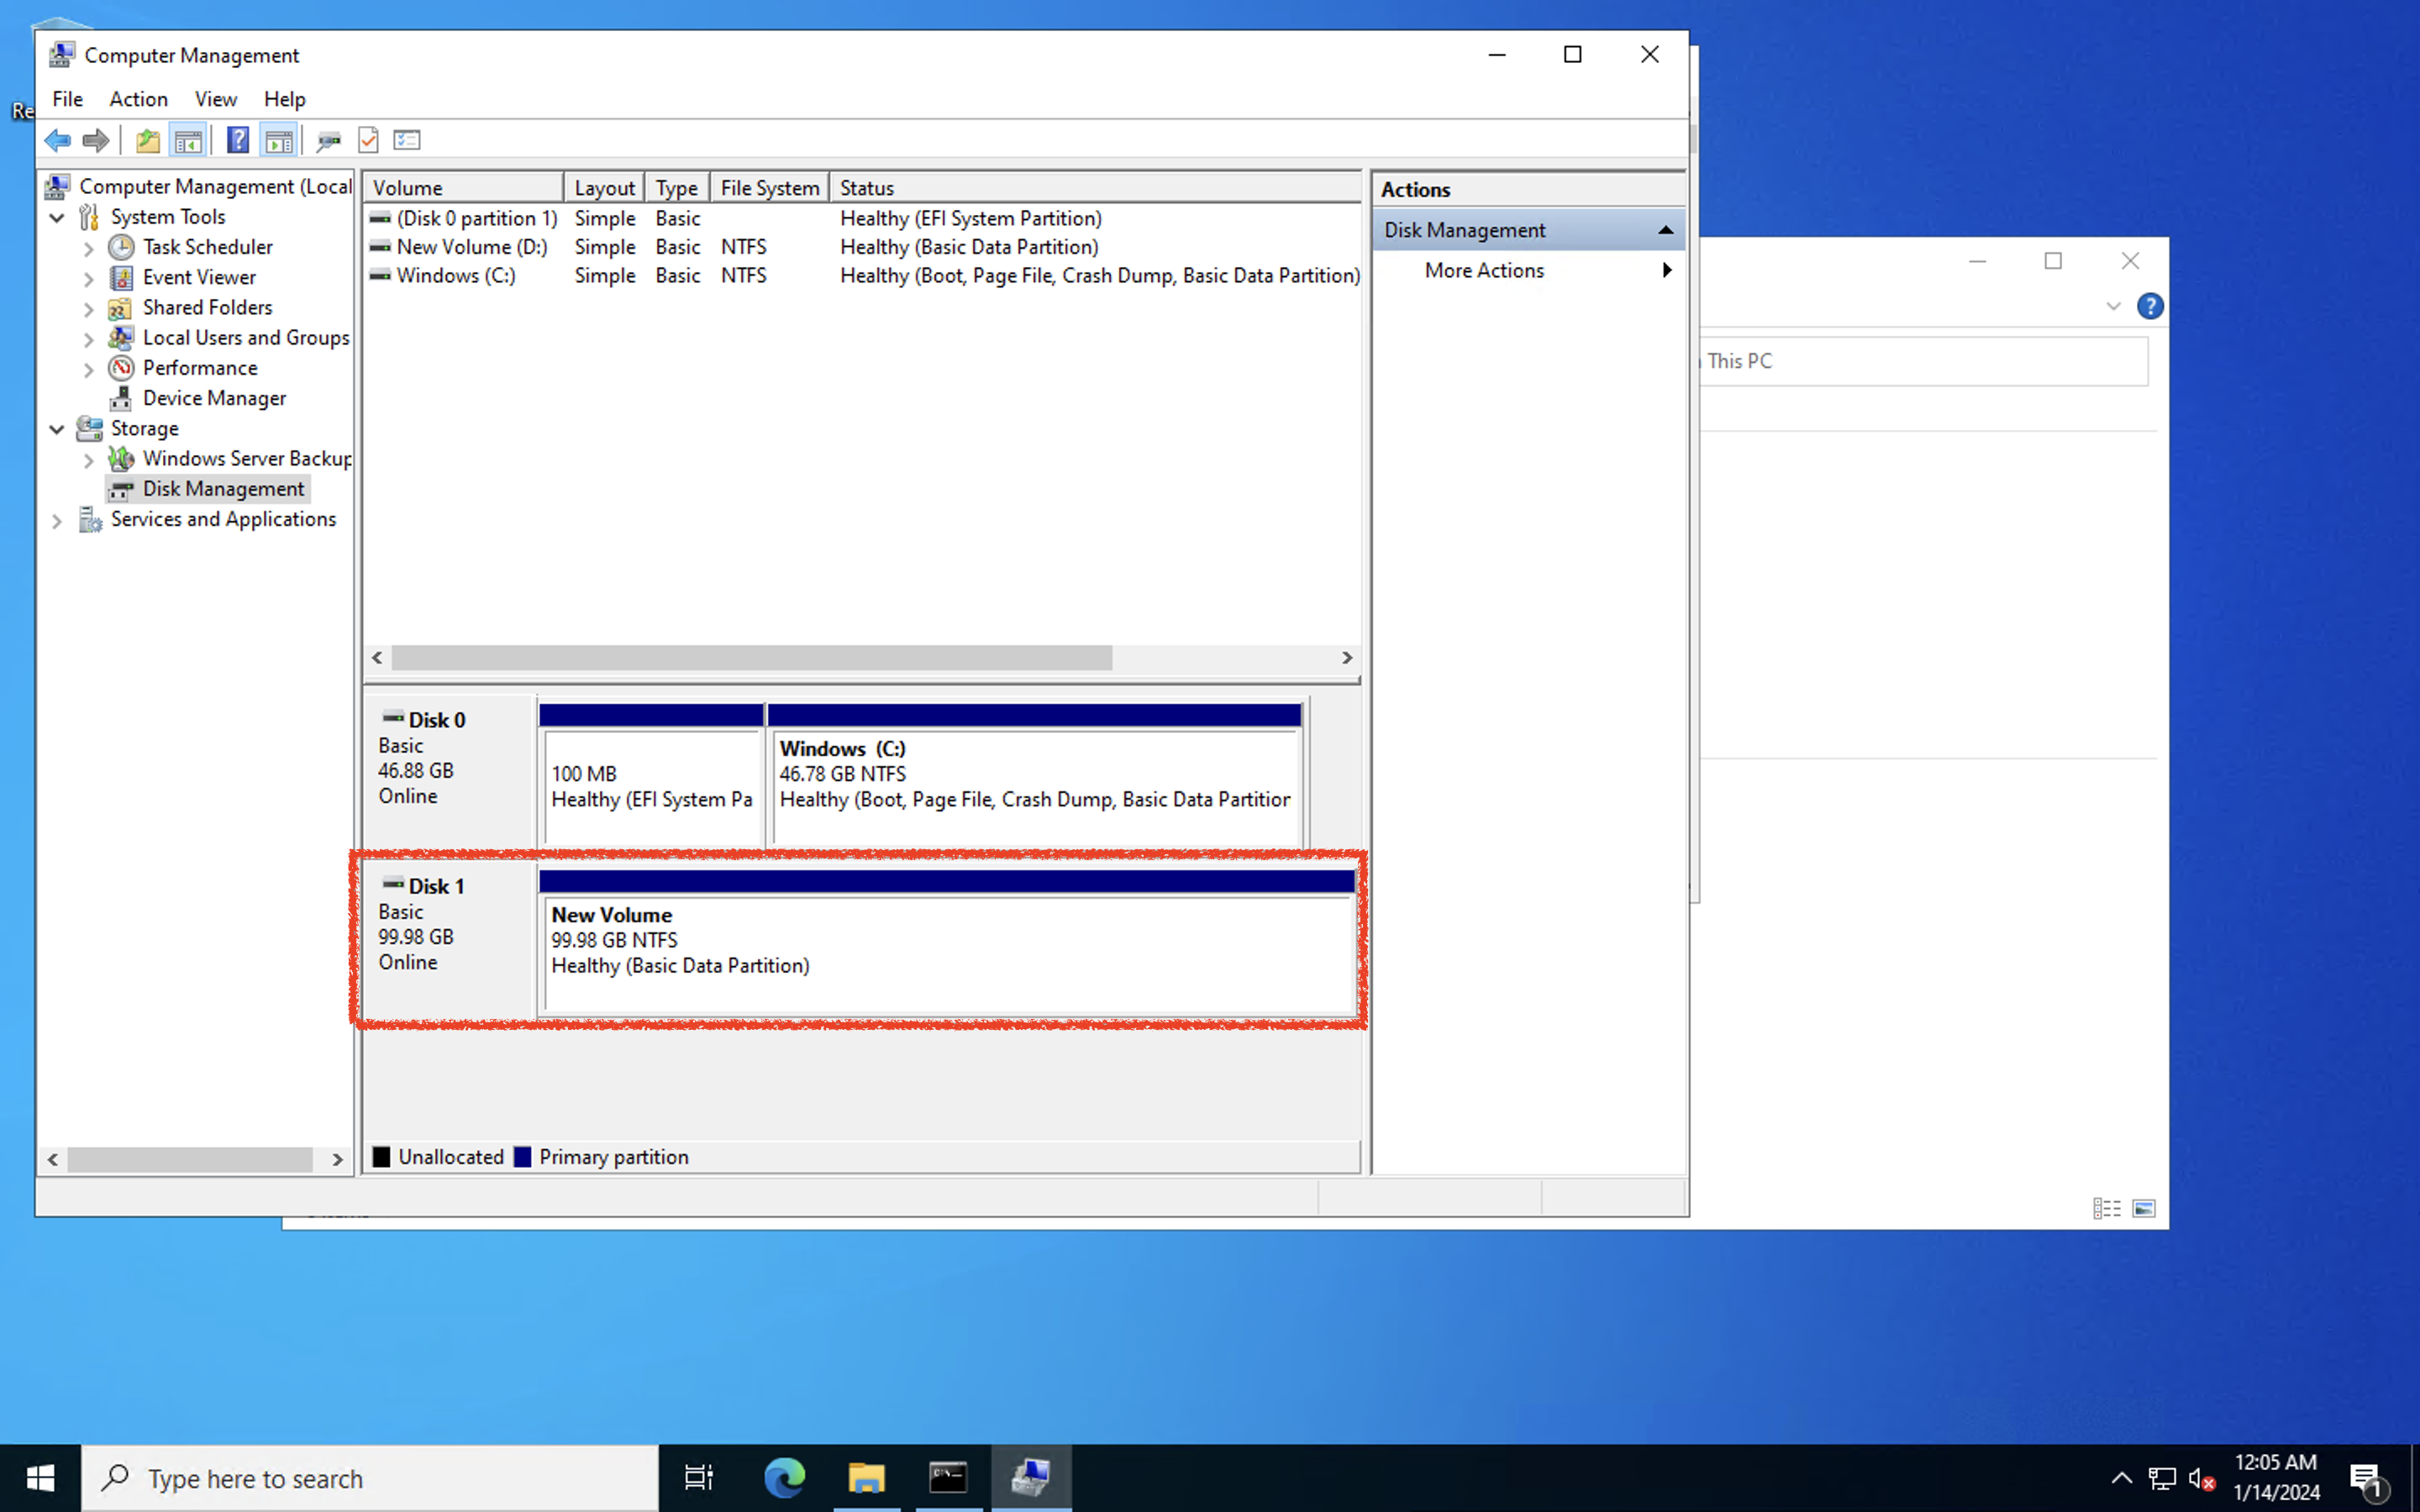 Computer Management
File Action View Help
Re
Computer Management (Local
System Tools
Task Scheduler
Event Viewer
Shared Folders
Local Users and Groups
Performance
Device Manager
Storage
Windows Server Backup
Disk Management
Services and Applications
Volume Layout Type File System Status
(Disk 0 partition 1) Simple Basic Healthy (EFI System Partition)
New Volume (D:) Simple Basic NTFS Healthy (Basic Data Partition)
Windows (C:) Simple Basic NTFS Healthy (Boot, Page File, Crash Dump, Basic Data Partition)
Disk 0
Basic
46.88 GB
Online
100 MB
Healthy (EFI System Pa
Windows (C:)
46.78 GB NTFS
Healthy (Boot, Page File, Crash Dump, Basic Data Partition
Disk 1
Basic
99.98 GB
Online
New Volume
99.98 GB NTFS
Healthy (Basic Data Partition)
Unallocated Primary partition
Actions
Disk Management
More Actions
This PC
Type here to search
12:05 AM
1/14/2024
1